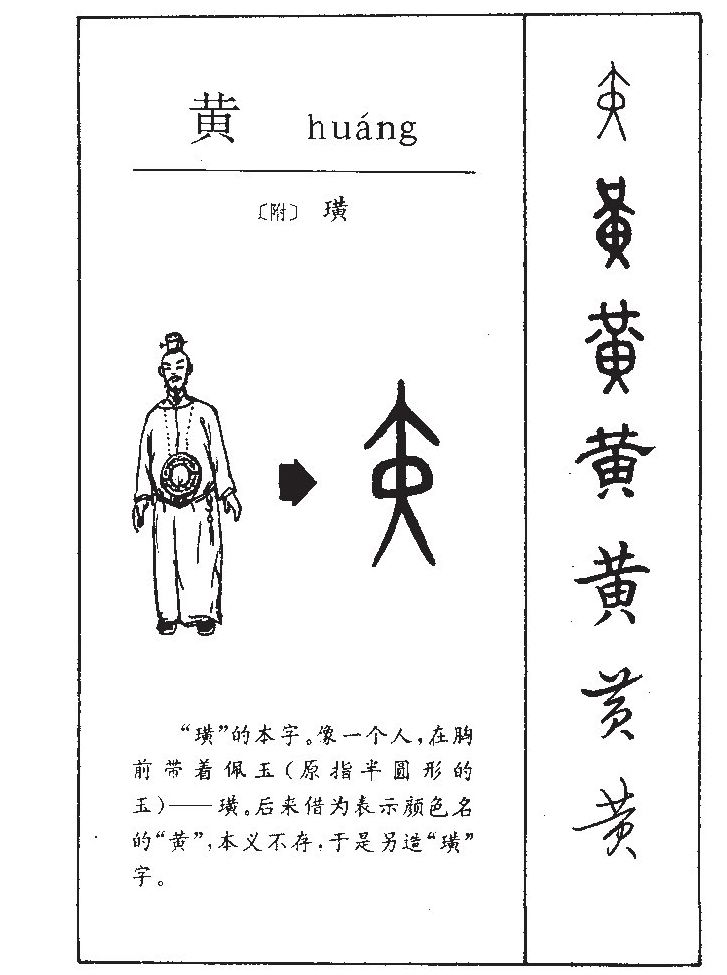 黄 huáng
〔附〕 璜
“璜”的本字。像一个人,在胸
前带着佩玉(原指半圆形的
玉)——璜。后来借为表示颜色名
的“黄”,本义不存,于是另造“璜”
字。
黄
黄
黄
黄
黄
黄
黄